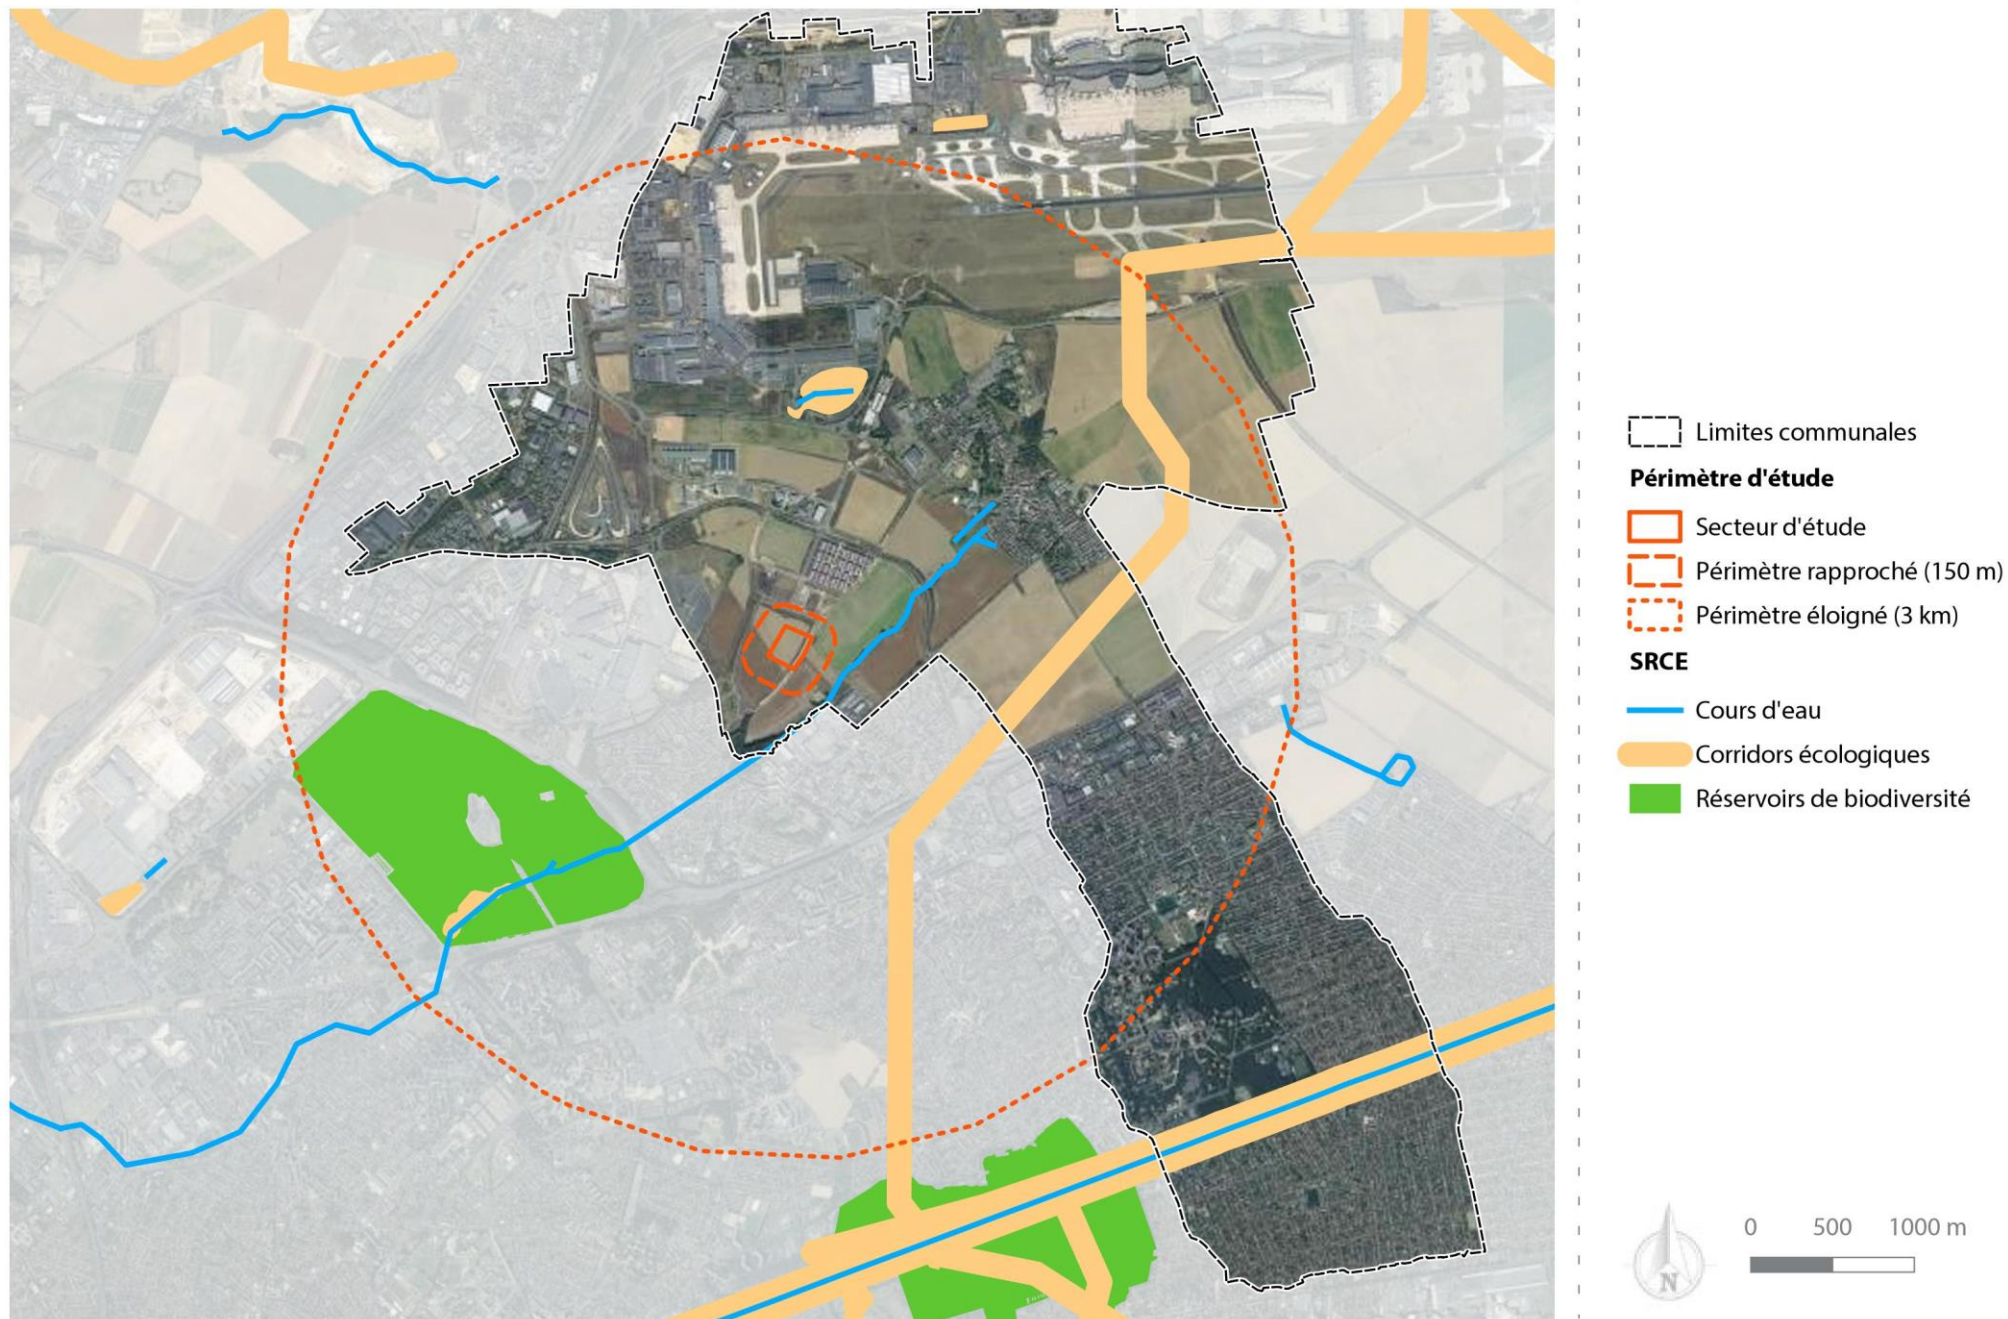 Limites communales
Périmètre d'étude
Secteur d'étude
Périmètre rapproché (150 m)
Périmètre éloigné (3 km)
SRCE
Cours d'eau
Corridors écologiques
Réservoirs de biodiversité
0 500 1000 m
N